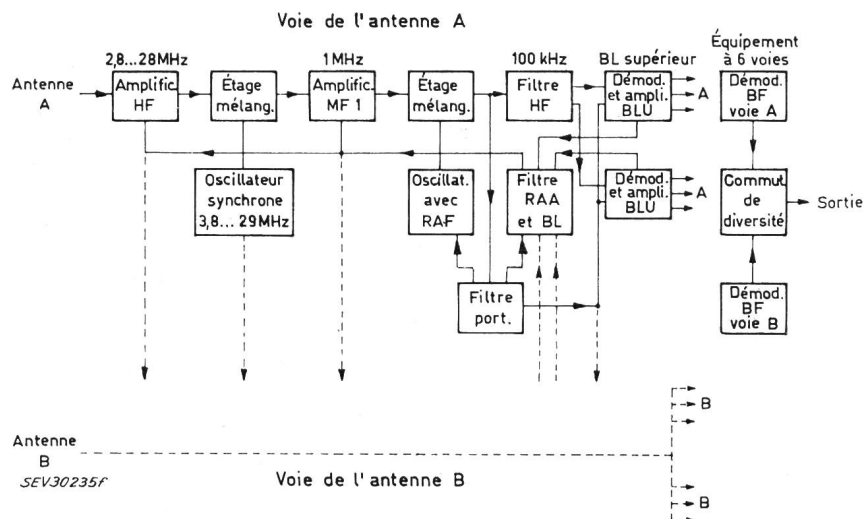 Voie de l'antenne A
Équipement
à 6 voies
2,8...28MHz
1MHz
100 kHz
BL supérieur
Antenne
A
Amplific.
HF
Étage
mélang.
Amplific.
MF 1
Étage
mélang.
Filtre
HF
Démod.
et ampli.
BLU
A
Démod.
BF
voie A
Oscillateur
synchrone
3,8...29MHz
Oscillat.
avec
RAF
Filtre
RAA
et BL
Démod.
et ampli.
BLU
A
Commut.
de
diversité
Sortie
Filtre
port.
Démod.
BF
voie B
B
Antenne
B
SEV30235f
Voie de l'antenne B
B